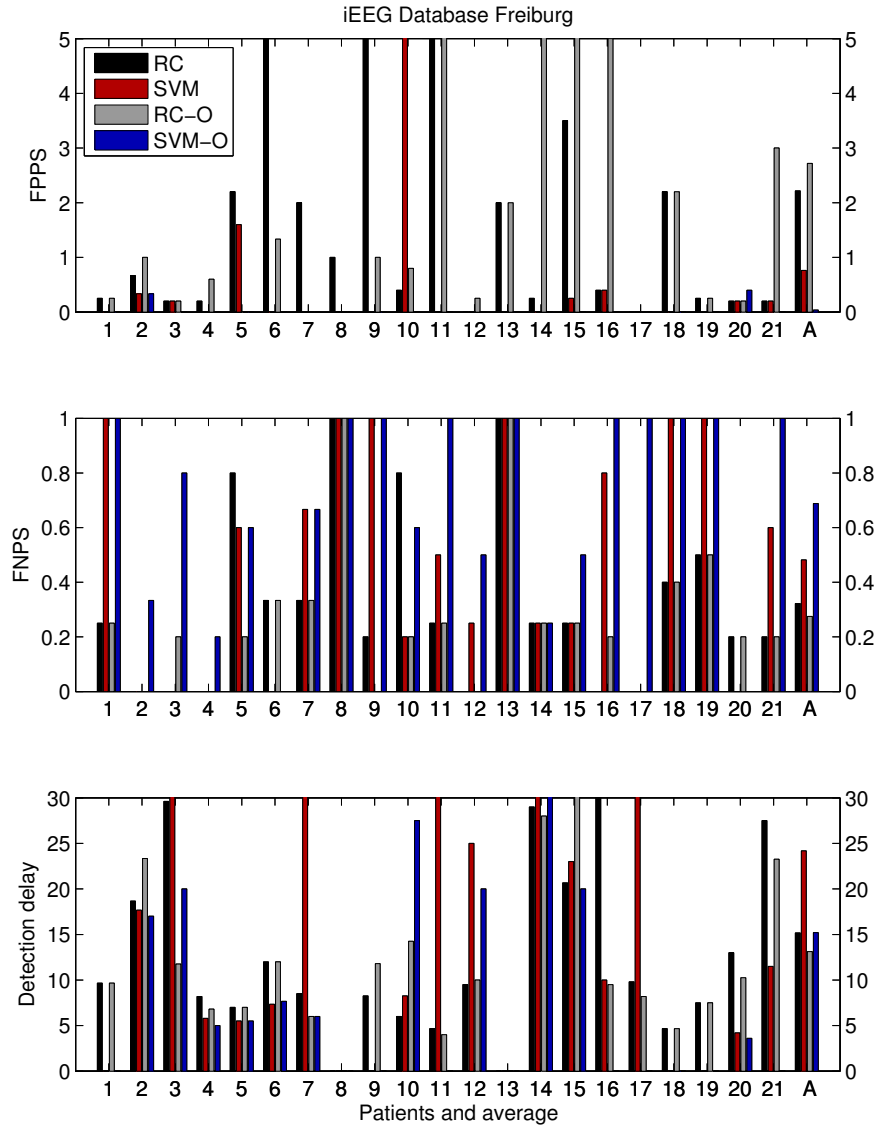 iEEG Database Freiburg
5 5
RC
SVM
RC−O
SVM−O
4 4
3 3
FPPS
2 2
1 1
0 0
1 2 3 4 5 6 7 8 9 10 11 12 13 14 15 16 17 18 19 20 21 A
1 1
0.8 0.8
0.6 0.6
FNPS
0.4 0.4
0.2 0.2
0 0
1 2 3 4 5 6 7 8 9 10 11 12 13 14 15 16 17 18 19 20 21 A
30 30
25 25
20 20
15 15
Detection delay
10 10
5 5
0 0
1 2 3 4 5 6 7 8 9 10 11 12 13 14 15 16 17 18 19 20 21 A
Patients and average